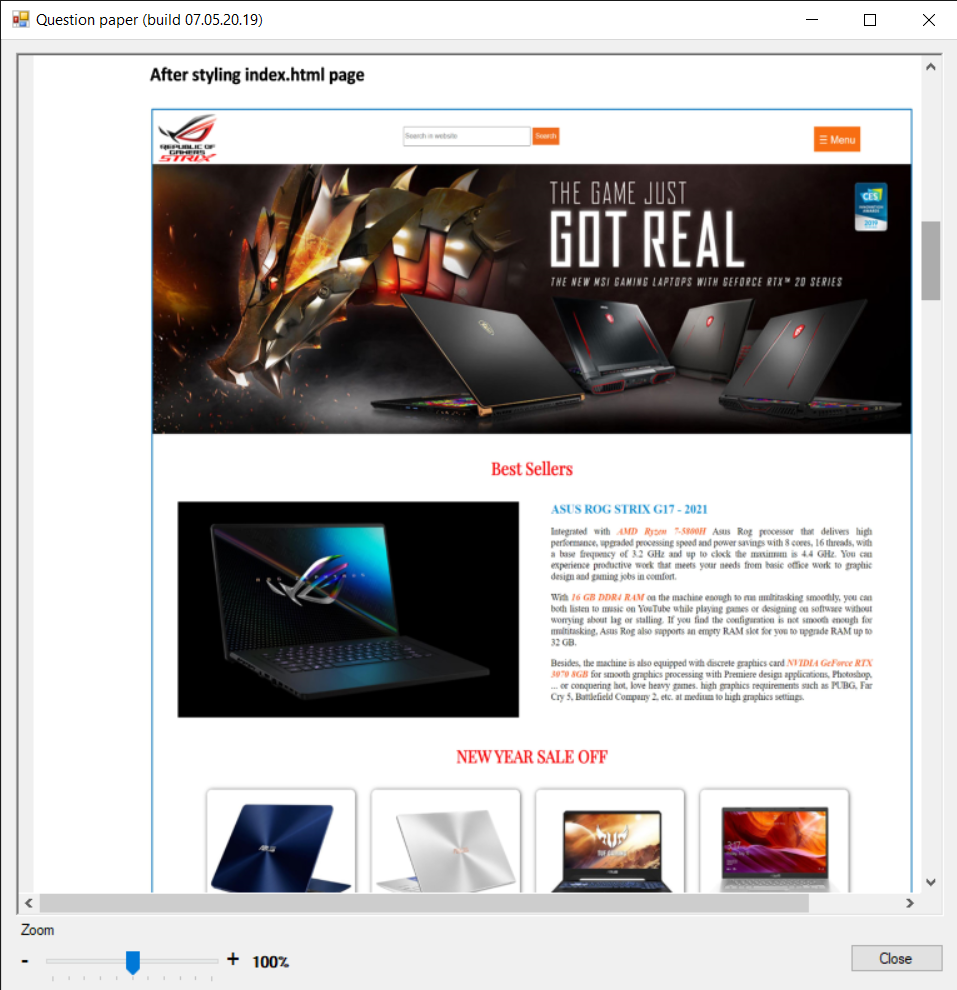 Question paper (build 07.05.20.19)
After styling index.html page
REPUBLIC OF
GAMERS
STRIX
Search in website
Search
☰ Menu
THE GAME JUST
GOT REAL
THE NEW MSI GAMING LAPTOPS WITH GEFORCE RTX™ 20 SERIES
CES
INNOVATION
AWARDS
2019
Best Sellers
ASUS ROG STRIX G17 - 2021
Integrated with AMD Ryzen 7-5800H Asus Rog processor that delivers high
performance, upgraded processing speed and power savings with 8 cores, 16 threads, with
a base frequency of 3.2 GHz and up to clock the maximum is 4.4 GHz. You can
experience productive work that meets your needs from basic office work to graphic
design and gaming jobs in comfort.
With 16 GB DDR4 RAM on the machine enough to run multitasking smoothly, you can
both listen to music on YouTube while playing games or designing on software without
worrying about lag or stalling. If you find the configuration is not smooth enough for
multitasking, Asus Rog also supports an empty RAM slot for you to upgrade RAM up to
32 GB.
Besides, the machine is also equipped with discrete graphics card NVIDIA GeForce RTX
3070 8GB for smooth graphics processing with Premiere design applications, Photoshop,
... or conquering hot, love heavy games. high graphics requirements such as PUBG, Far
Cry 5, Battlefield Company 2, etc. at medium to high graphics settings.
NEW YEAR SALE OFF
Zoom
- + 100%
Close